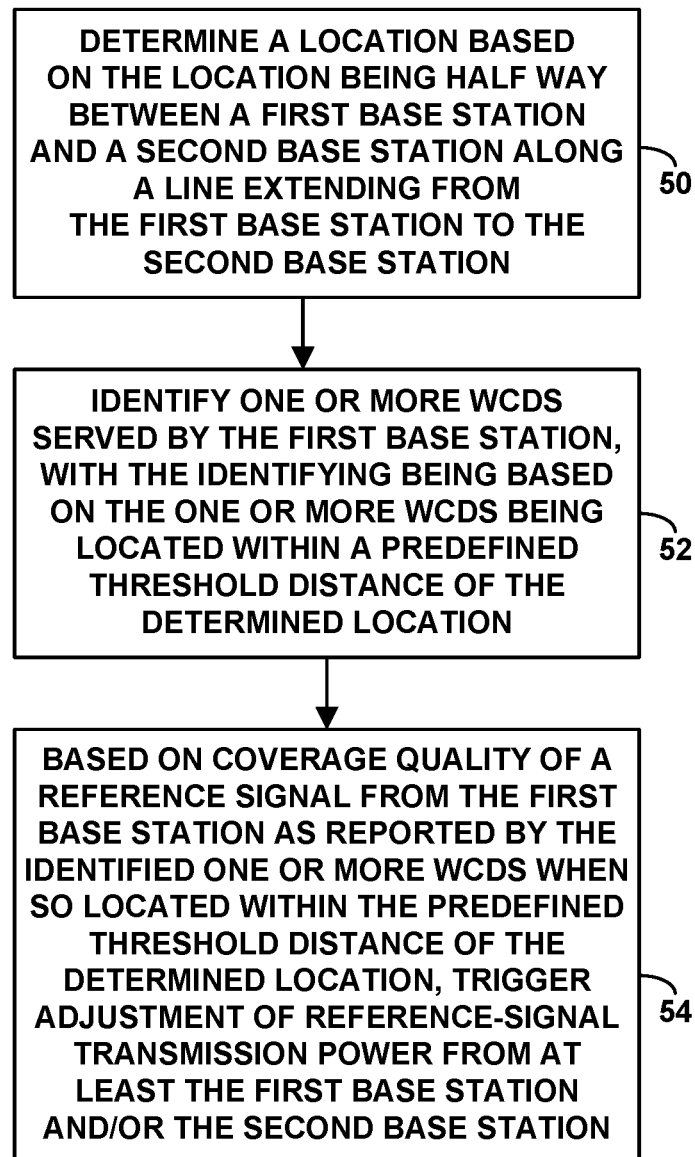 DETERMINE A LOCATION BASED
ON THE LOCATION BEING HALF WAY
BETWEEN A FIRST BASE STATION
AND A SECOND BASE STATION ALONG
A LINE EXTENDING FROM
THE FIRST BASE STATION TO THE
SECOND BASE STATION
50
IDENTIFY ONE OR MORE WCDS
SERVED BY THE FIRST BASE STATION,
WITH THE IDENTIFYING BEING BASED
ON THE ONE OR MORE WCDS BEING
LOCATED WITHIN A PREDEFINED
THRESHOLD DISTANCE OF THE
DETERMINED LOCATION
52
BASED ON COVERAGE QUALITY OF A
REFERENCE SIGNAL FROM THE FIRST
BASE STATION AS REPORTED BY THE
IDENTIFIED ONE OR MORE WCDS WHEN
SO LOCATED WITHIN THE PREDEFINED
THRESHOLD DISTANCE OF THE
DETERMINED LOCATION, TRIGGER
ADJUSTMENT OF REFERENCE-SIGNAL
TRANSMISSION POWER FROM AT
LEAST THE FIRST BASE STATION
AND/OR THE SECOND BASE STATION
54